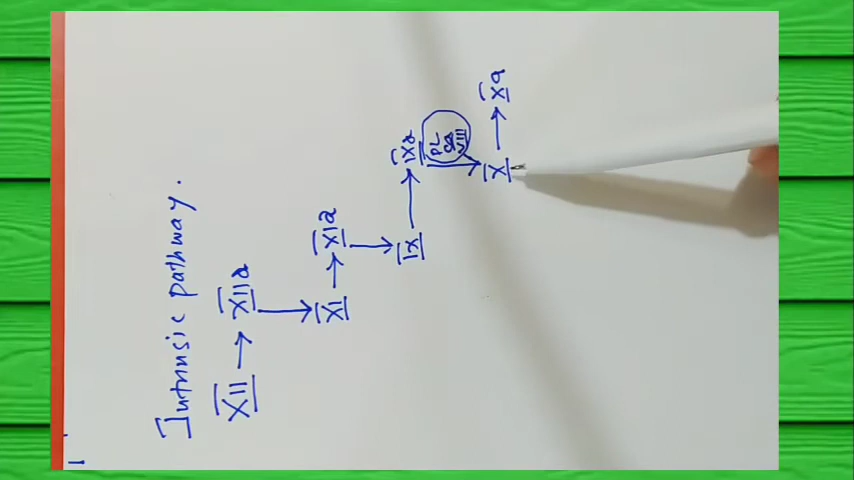 Intrinsic pathway.
XII → XIIa
XI → XIa
IX → IXa
PL
Ca
VIII
X → Xa